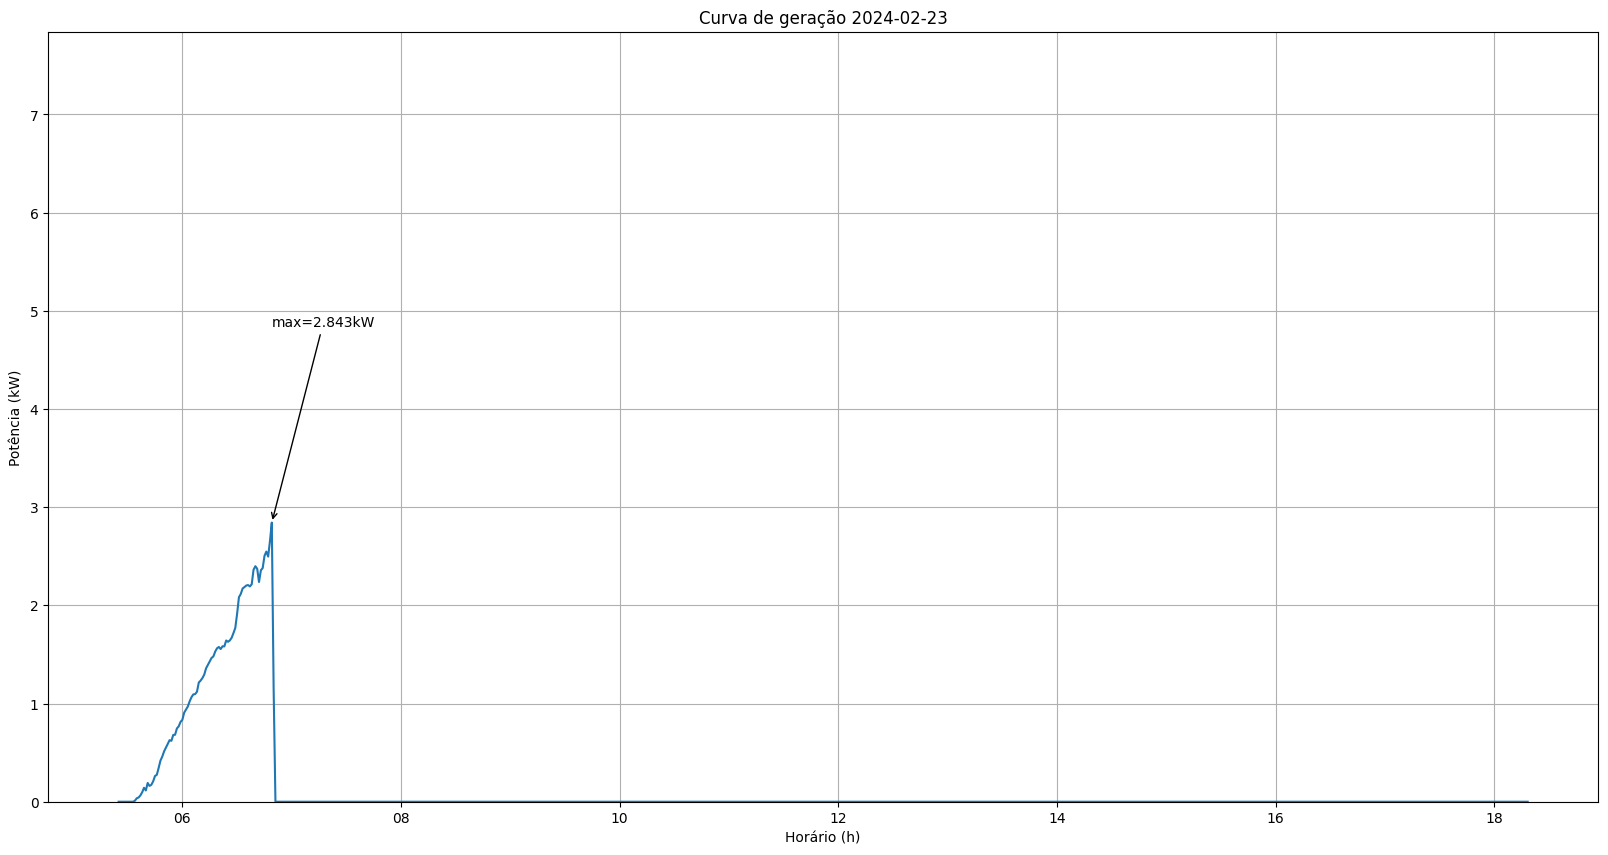 Curva de geração 2024-02-23
Potência (kW)
7
6
5
4
3
2
1
0
max=2.843kW
06 08 10 12 14 16 18
Horário (h)